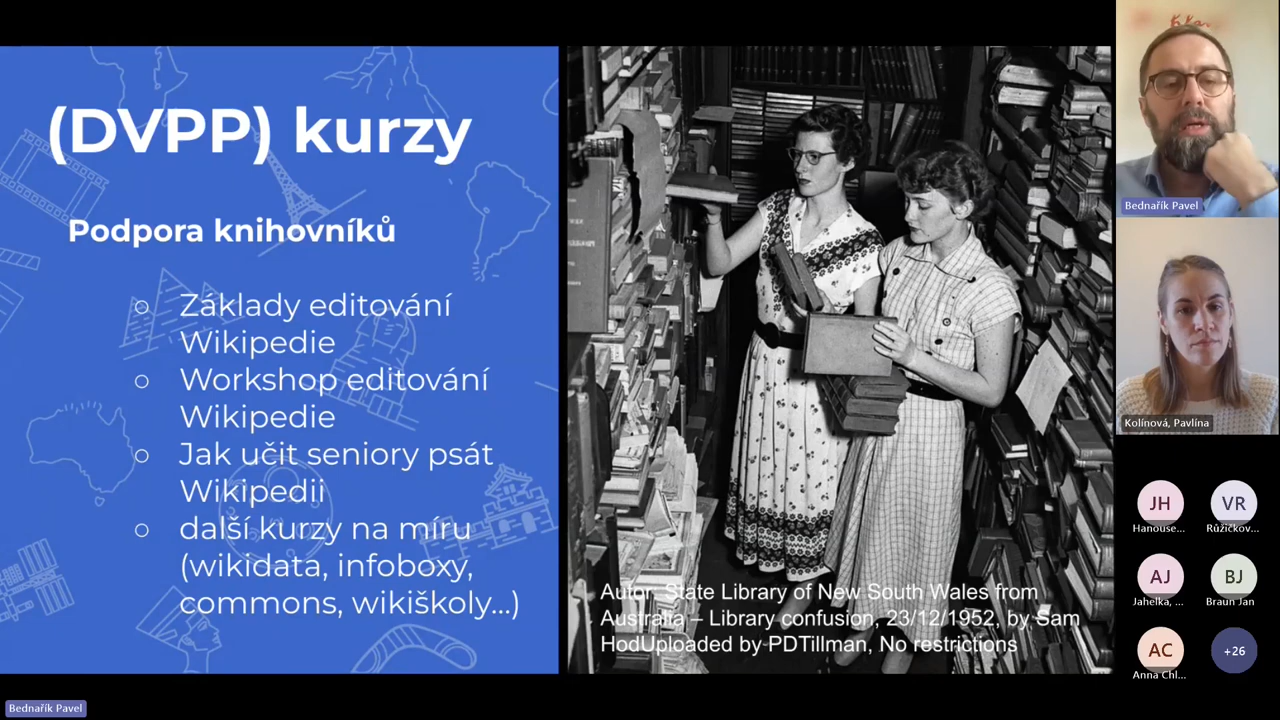 (DVPP) kurzy
Podpora knihovníků
Základy editování
Wikipedie
Workshop editování
Wikipedie
Jak učit seniory psát
Wikipedii
další kurzy na míru
(wikidata, infoboxy,
commons, wikiškoly...)
Autor: State Library of New South Wales from
Australia – Library confusion, 23/12/1952, by Sam
HodUploaded by PDTillman, No restrictions
Bednařík Pavel
Kolínová, Pavlína
JH
Hanouse...
VR
Růžičkov...
AJ
Jahelka, ...
BJ
Braun Jan
AC
Anna Chl...
+26
Bednařík Pavel